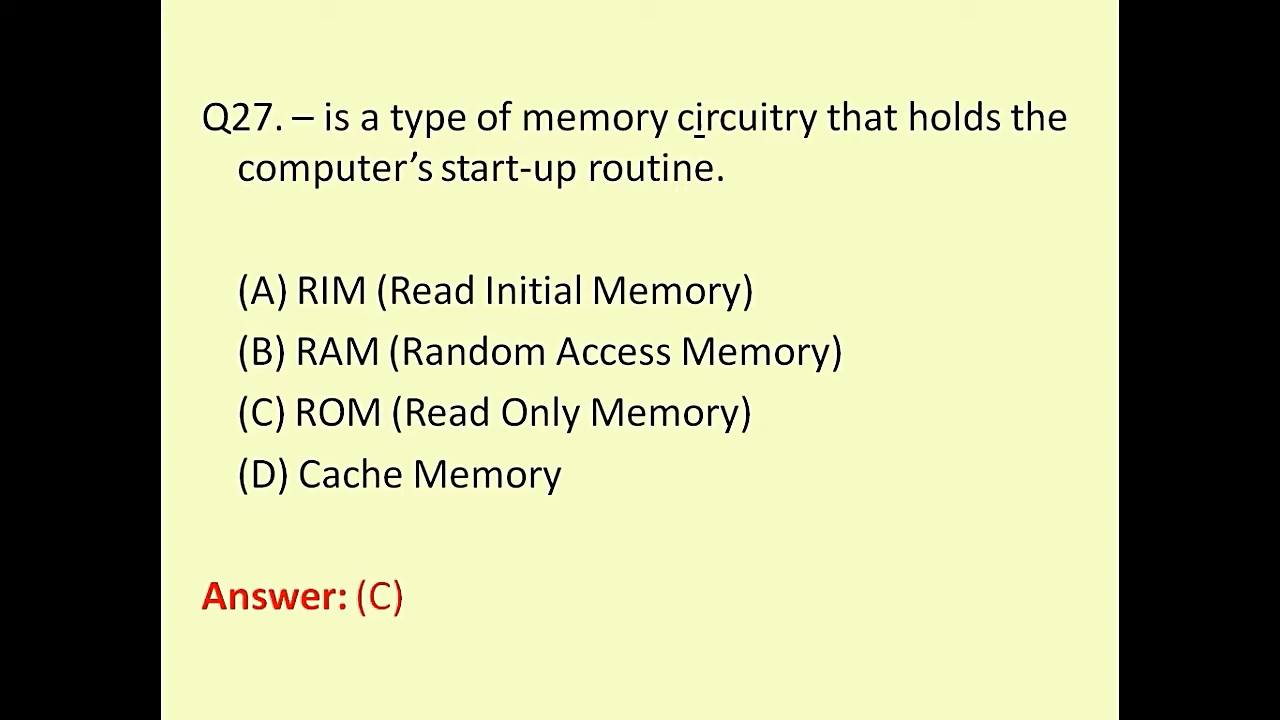 Q27. – is a type of memory circuitry that holds the
computer’s start-up routine.
(A) RIM (Read Initial Memory)
(B) RAM (Random Access Memory)
(C) ROM (Read Only Memory)
(D) Cache Memory
Answer: (C)